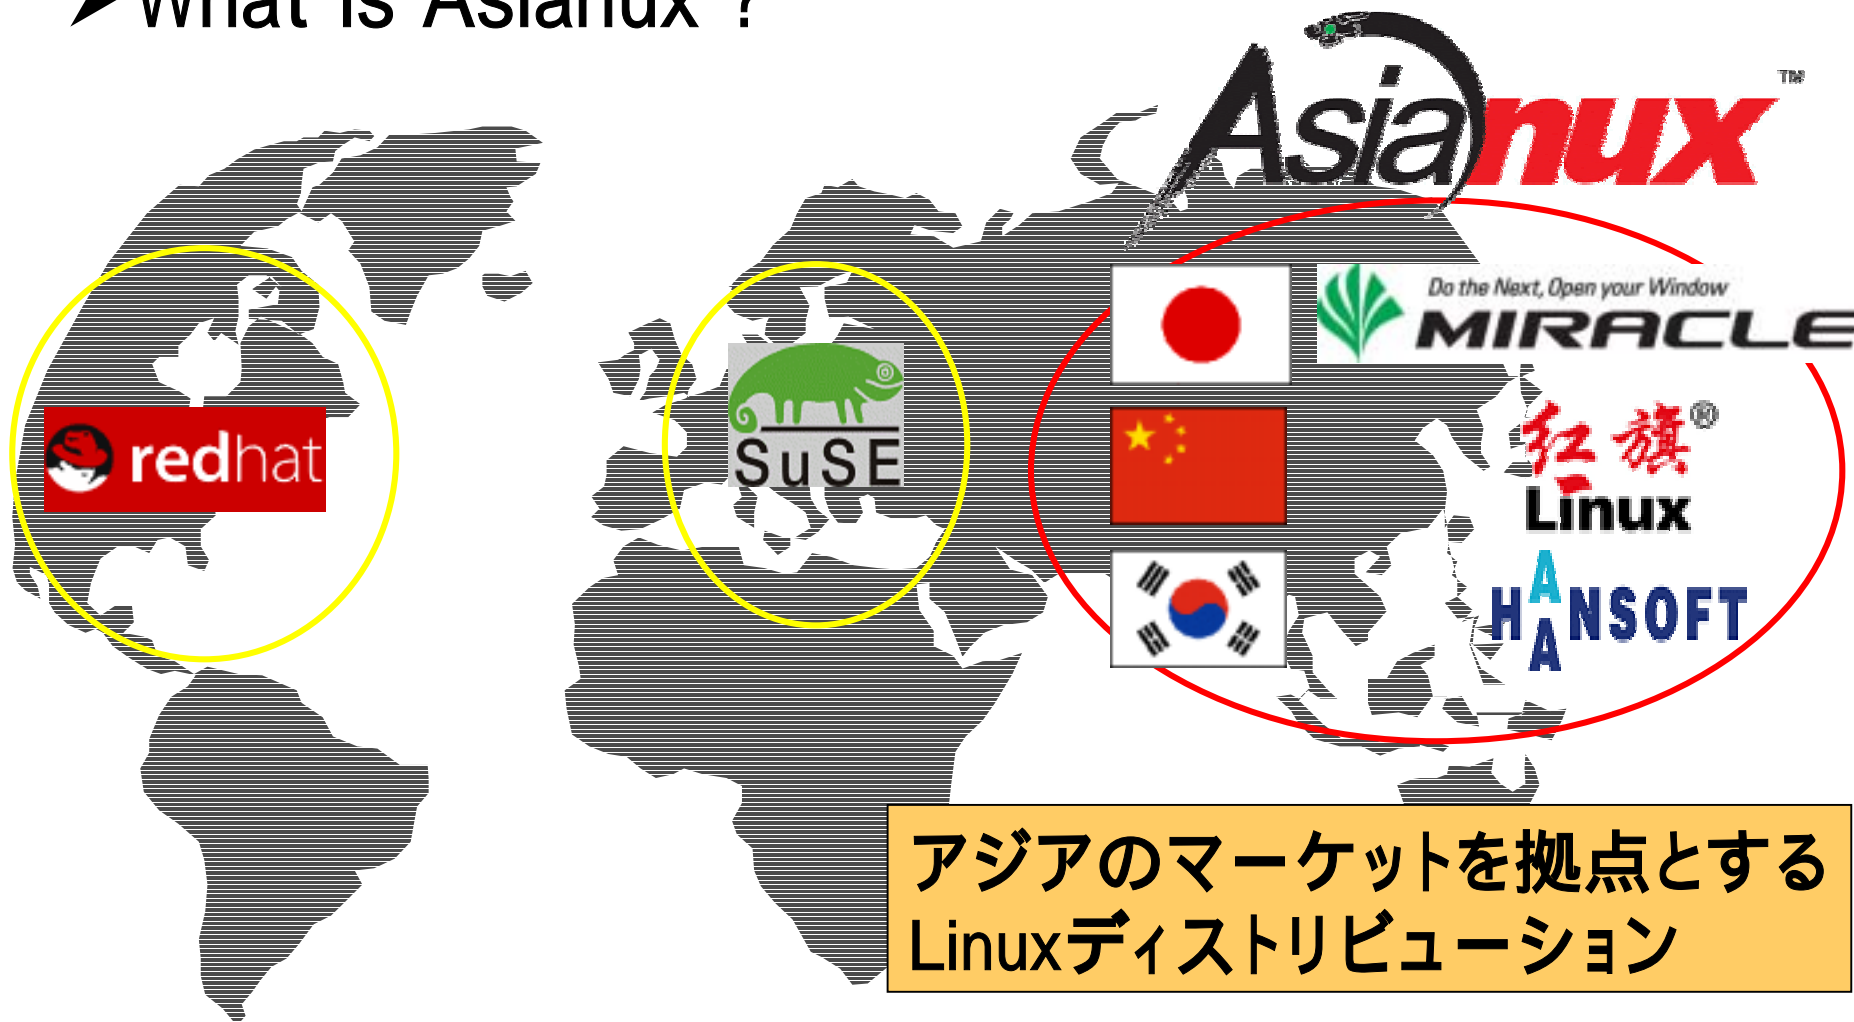 ➤What is Asianux ?
Asianux™
redhat
SuSE
Do the Next, Open your Window
MIRACLE
红旗®
Linux
HAANSOFT
アジアのマーケットを拠点とする
Linuxディストリビューション